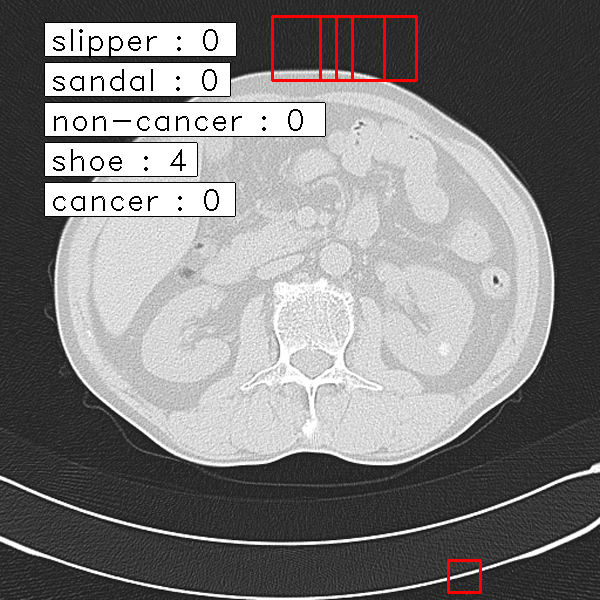 slipper : 0
sandal : 0
non-cancer : 0
shoe : 4
cancer : 0